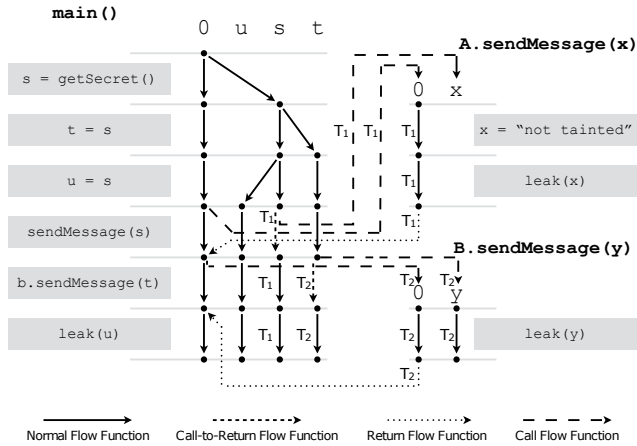 main()
0 u s t
A.sendMessage(x)
s = getSecret()
0 x
t = s
T1 T1 T1
x = “not tainted”
u = s
T1
leak(x)
T1 T1
sendMessage(s)
B.sendMessage(y)
b.sendMessage(t)
T1 T2 T2 T2
0 y
leak(u)
T1 T2 T2 T2
leak(y)
T2
Normal Flow Function
Call-to-Return Flow Function
Return Flow Function
Call Flow Function